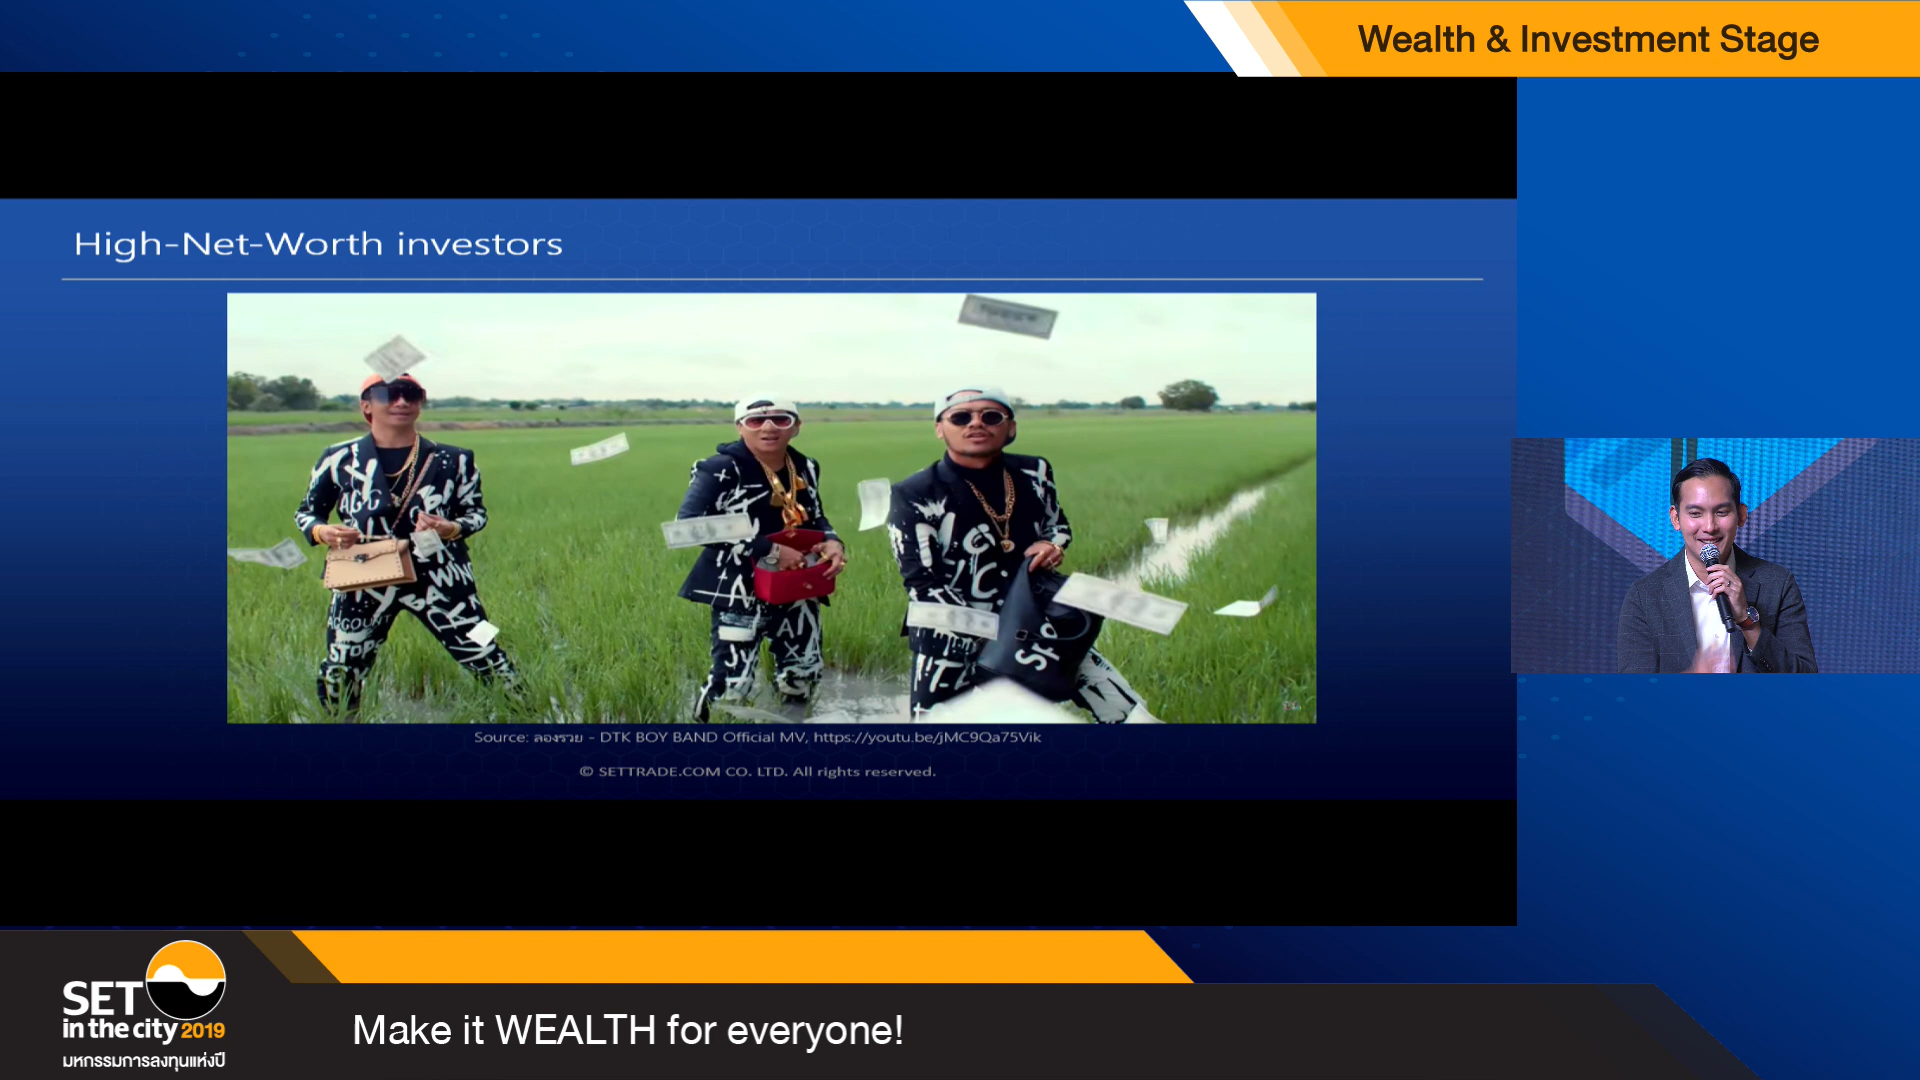 Wealth & Investment Stage
High-Net-Worth investors
ACCOUNT
STOP
Source: ลองรวย - DTK BOY BAND Official MV, https://youtu.be/jMC9Qa75Vik
© SETTRADE.COM CO. LTD. All rights reserved.
SET
in the city 2019
มหกรรมการลงทุนแห่งปี
Make it WEALTH for everyone!